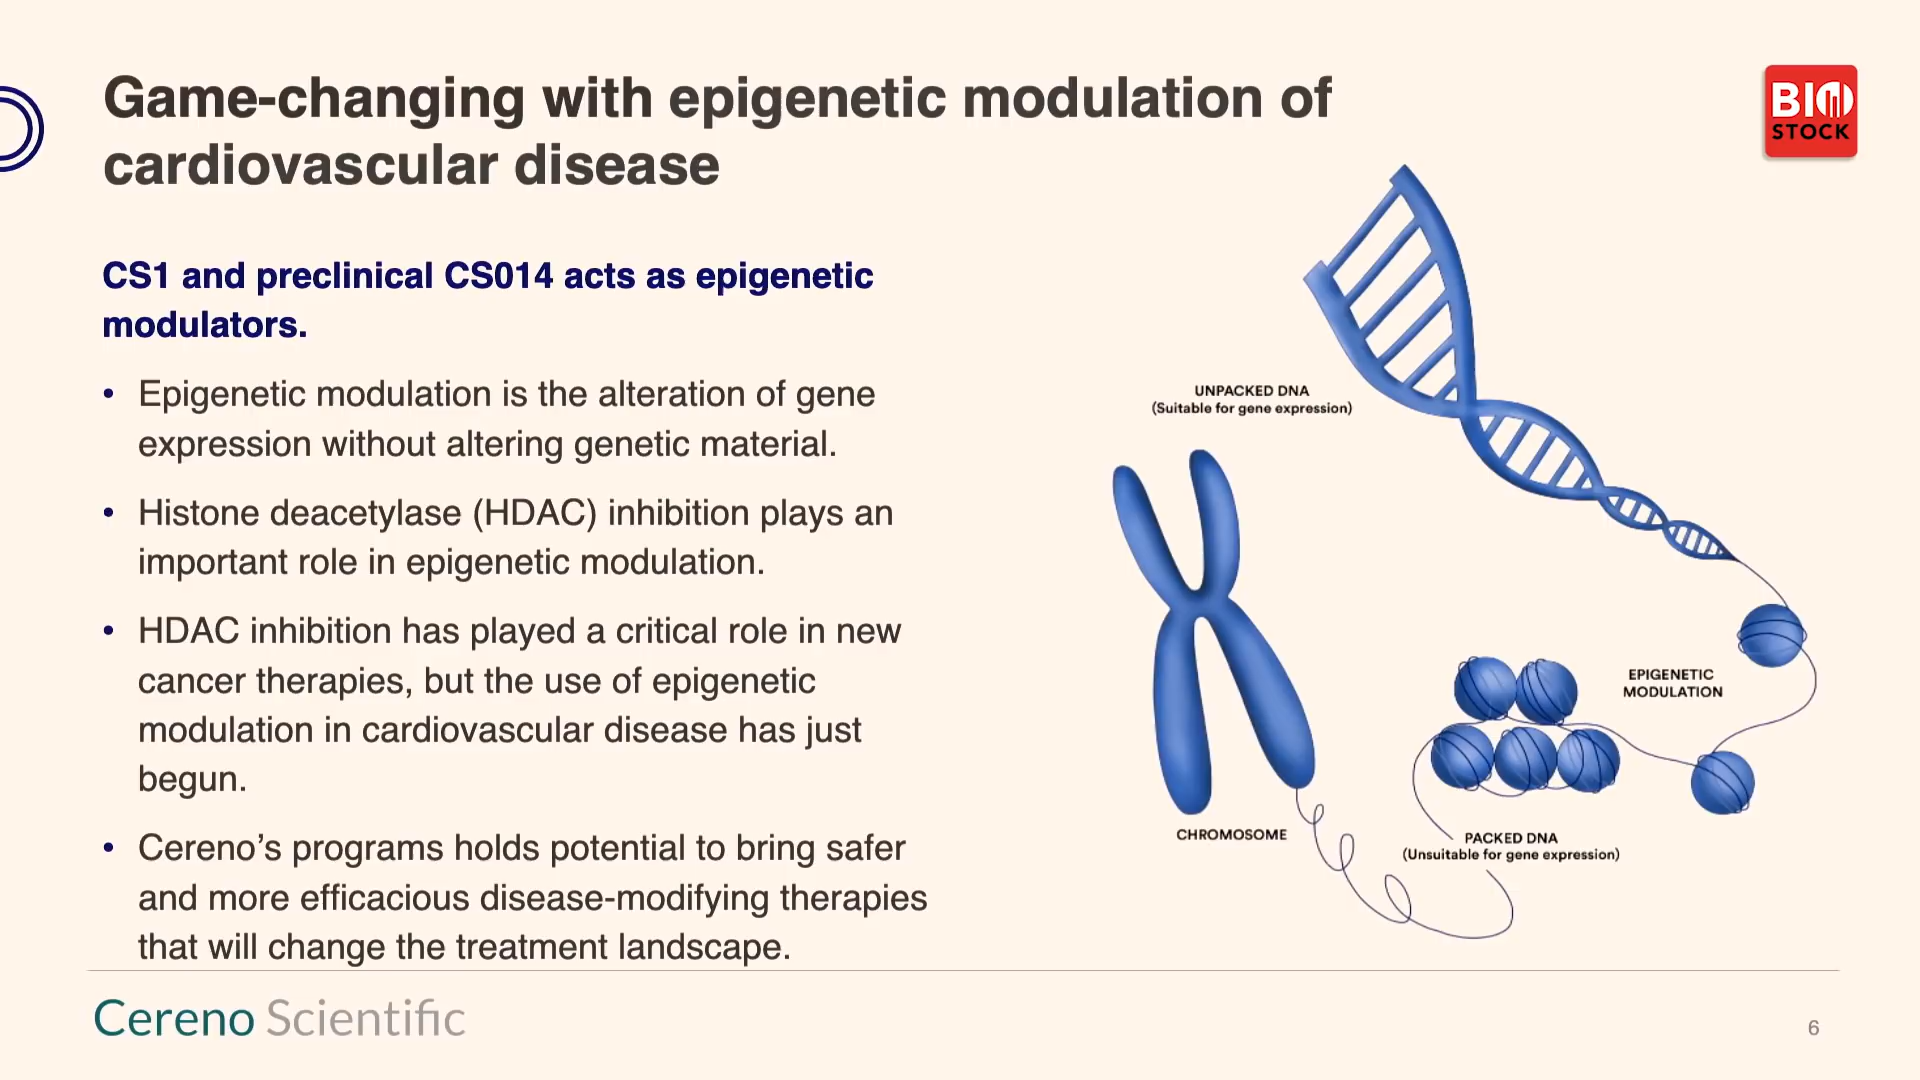 Game-changing with epigenetic modulation of
cardiovascular disease
BIO
STOCK
CS1 and preclinical CS014 acts as epigenetic
modulators.
• Epigenetic modulation is the alteration of gene
expression without altering genetic material.
• Histone deacetylase (HDAC) inhibition plays an
important role in epigenetic modulation.
• HDAC inhibition has played a critical role in new
cancer therapies, but the use of epigenetic
modulation in cardiovascular disease has just
begun.
• Cereno’s programs holds potential to bring safer
and more efficacious disease-modifying therapies
that will change the treatment landscape.
UNPACKED DNA
(Suitable for gene expression)
EPIGENETIC
MODULATION
CHROMOSOME
PACKED DNA
(Unsuitable for gene expression)
Cereno Scientific
6